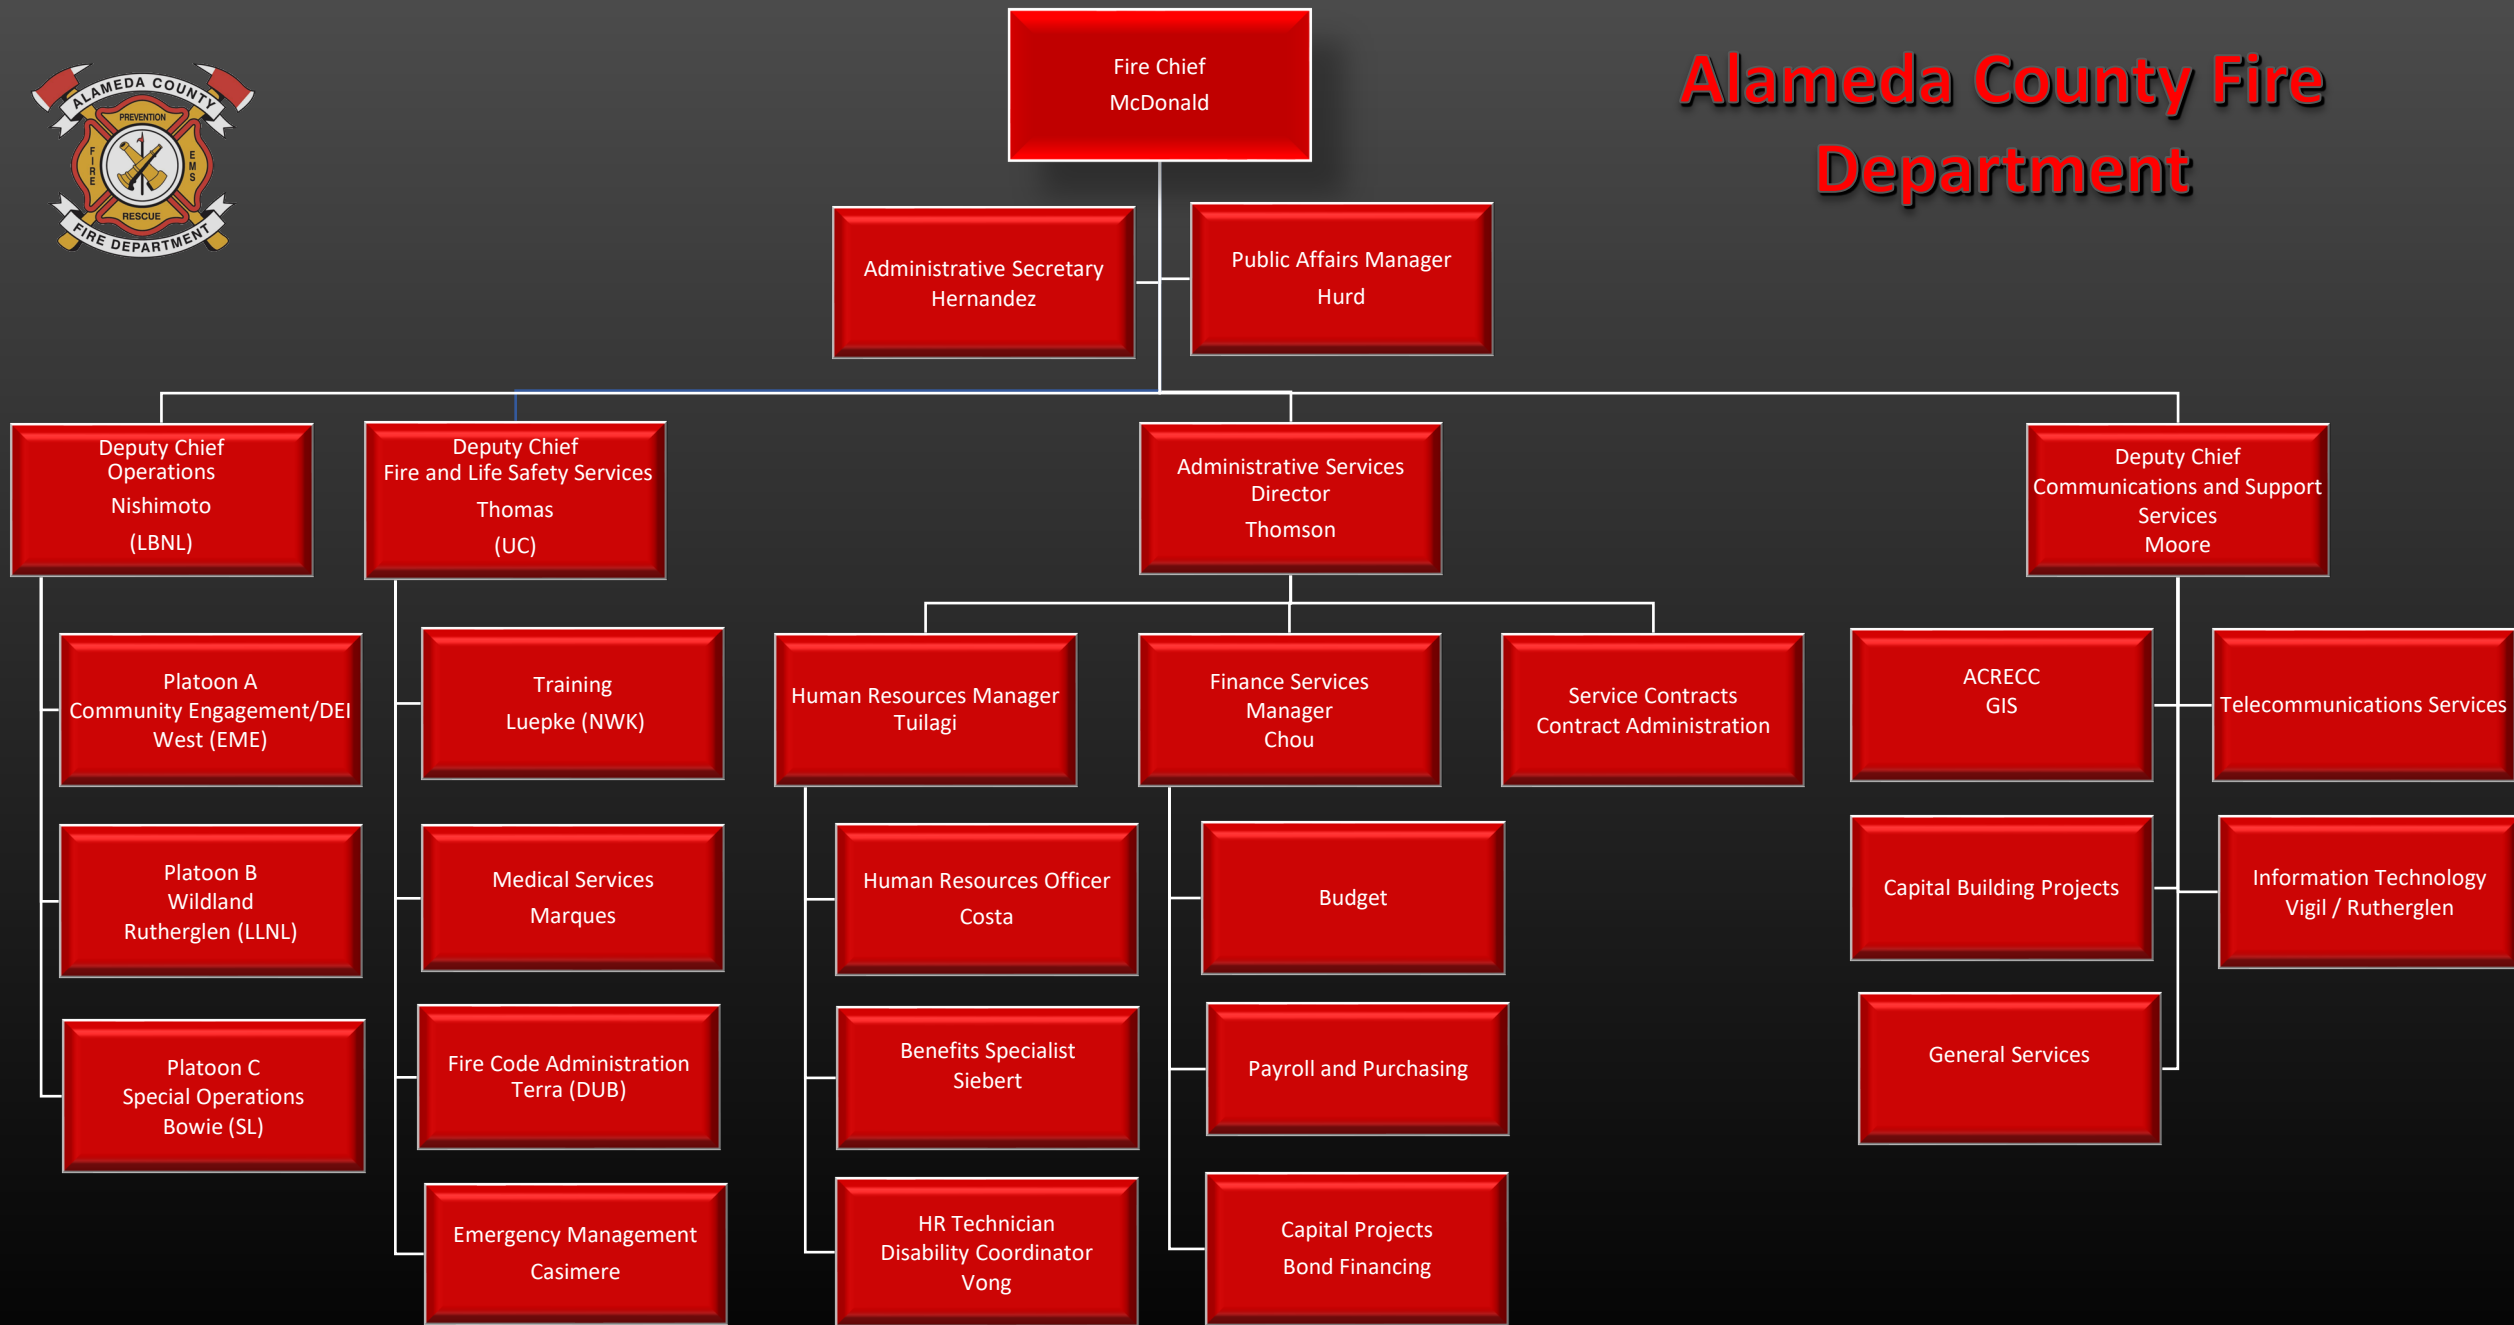 ALAMEDA COUNTY
PREVENTION
FIRE
EMS
RESCUE
FIRE DEPARTMENT
Alameda County Fire
Department
Fire Chief
McDonald
Administrative Secretary
Hernandez
Public Affairs Manager
Hurd
Deputy Chief
Operations
Nishimoto
(LBNL)
Deputy Chief
Fire and Life Safety Services
Thomas
(UC)
Administrative Services
Director
Thomson
Deputy Chief
Communications and Support
Services
Moore
Platoon A
Community Engagement/DEI
West (EME)
Platoon B
Wildland
Rutherglen (LLNL)
Platoon C
Special Operations
Bowie (SL)
Training
Luepke (NWK)
Medical Services
Marques
Fire Code Administration
Terra (DUB)
Emergency Management
Casimere
Human Resources Manager
Tuilagi
Human Resources Officer
Costa
Benefits Specialist
Siebert
HR Technician
Disability Coordinator
Vong
Finance Services
Manager
Chou
Budget
Payroll and Purchasing
Capital Projects
Bond Financing
Service Contracts
Contract Administration
ACRECC
GIS
Telecommunications Services
Capital Building Projects
Information Technology
Vigil / Rutherglen
General Services